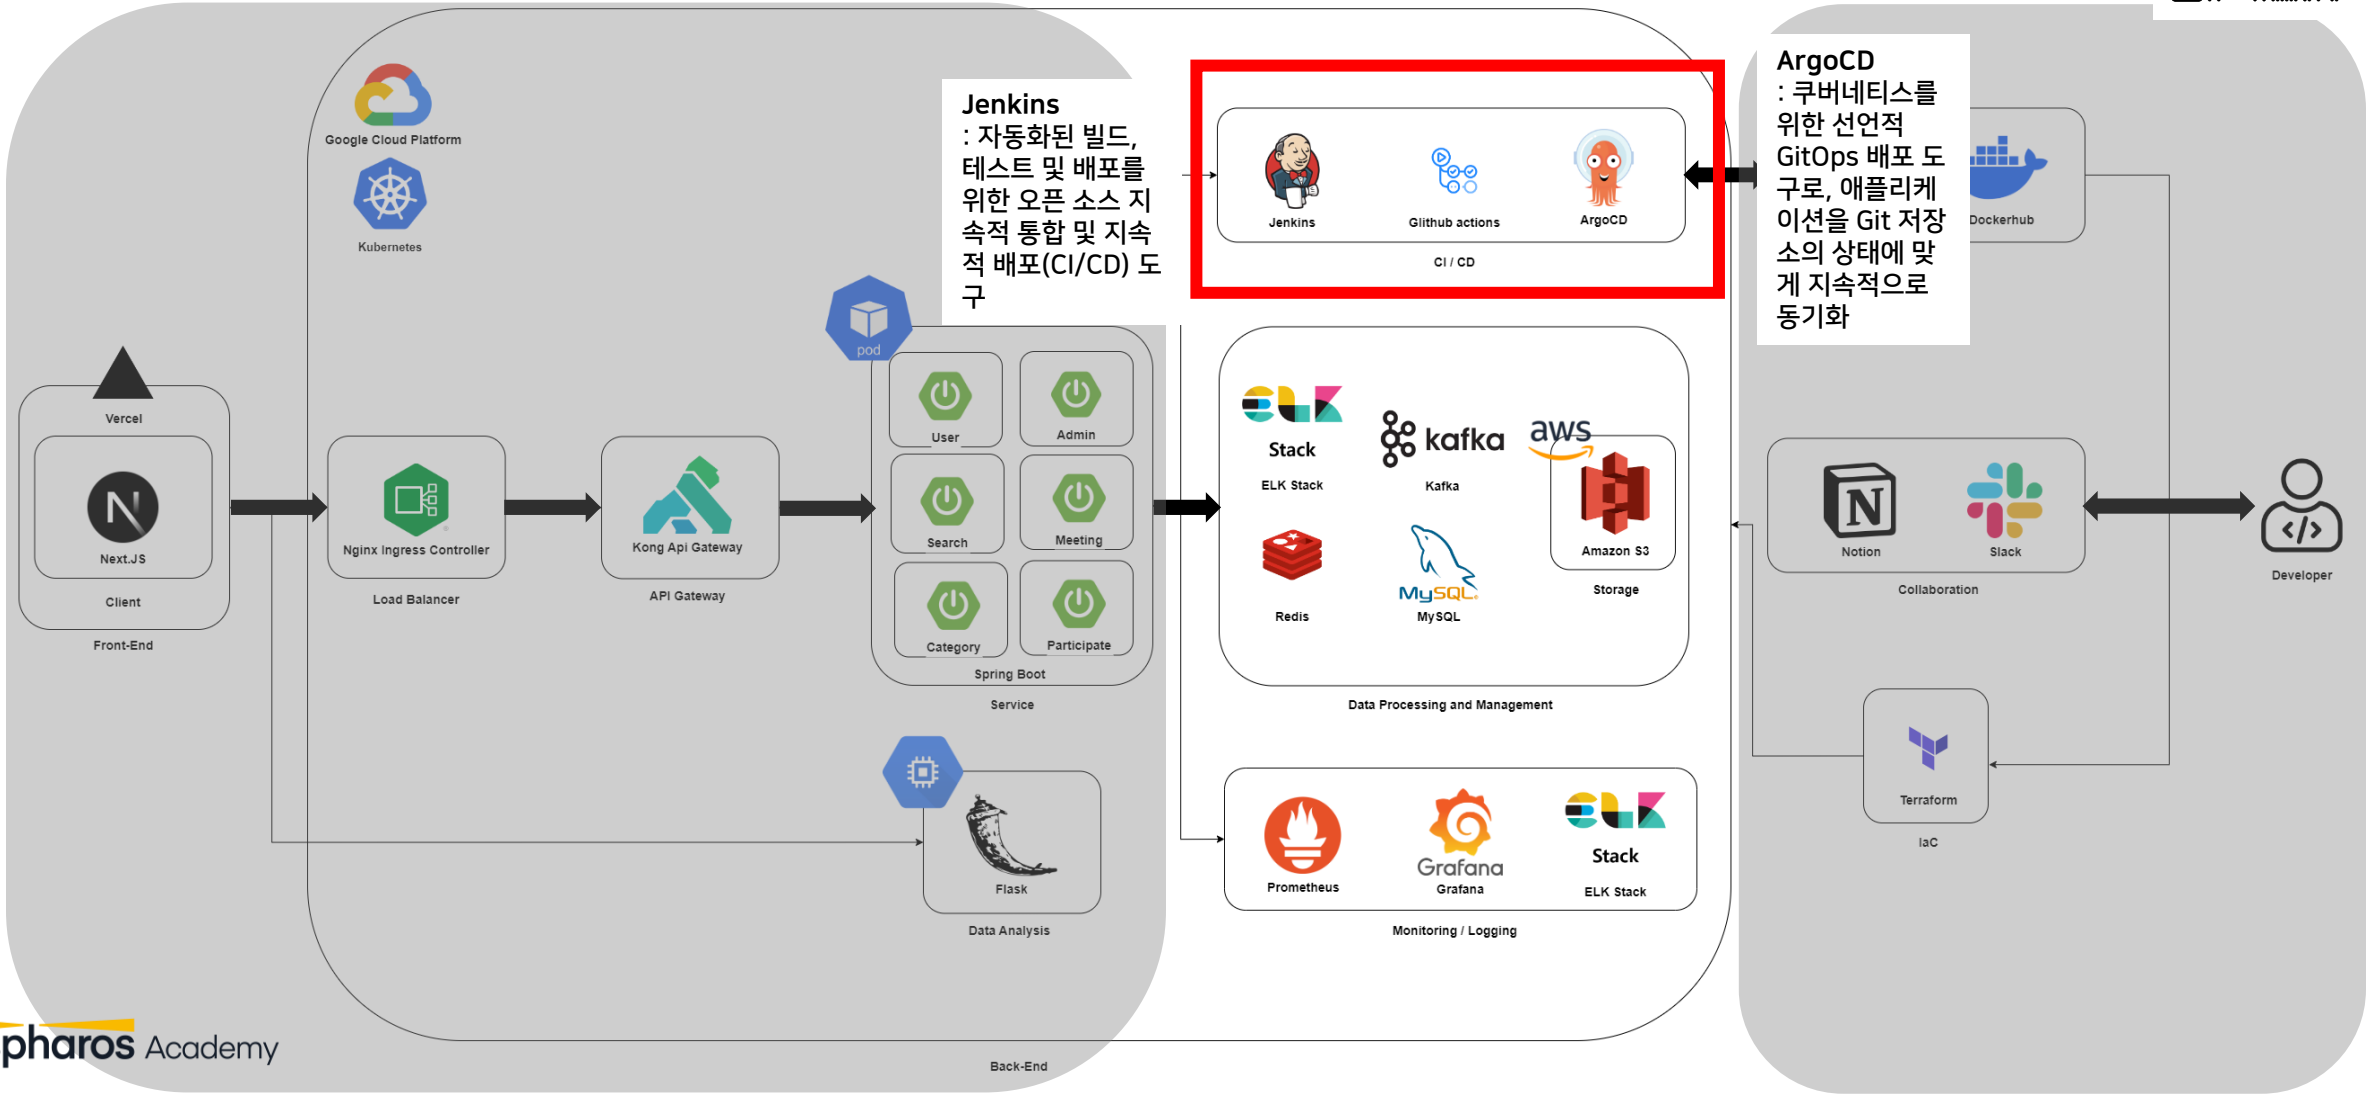 Google Cloud Platform
Kubernetes
Jenkins
: 자동화된 빌드,
테스트 및 배포를
위한 오픈 소스 지
속적 통합 및 지속
적 배포(CI/CD) 도
구
Jenkins
Glithub actions
ArgoCD
CI / CD
ArgoCD
: 쿠버네티스를
위한 선언적
GitOps 배포 도
구로, 애플리케
이션을 Git 저장
소의 상태에 맞
게 지속적으로
동기화
Dockerhub
Vercel
N
Next.JS
Client
Front-End
Nginx Ingress Controller
Load Balancer
Kong Api Gateway
API Gateway
pod
User
Admin
Search
Meeting
Category
Participate
Spring Boot
Service
ELK
Stack
ELK Stack
kafka
Kafka
aws
Amazon S3
Storage
Redis
MySQL
MySQL
Data Processing and Management
N
Notion
Slack
Collaboration
</>
Developer
Terraform
IaC
Flask
Data Analysis
Prometheus
Grafana
Grafana
ELK
Stack
ELK Stack
Monitoring / Logging
Back-End
pharos Academy